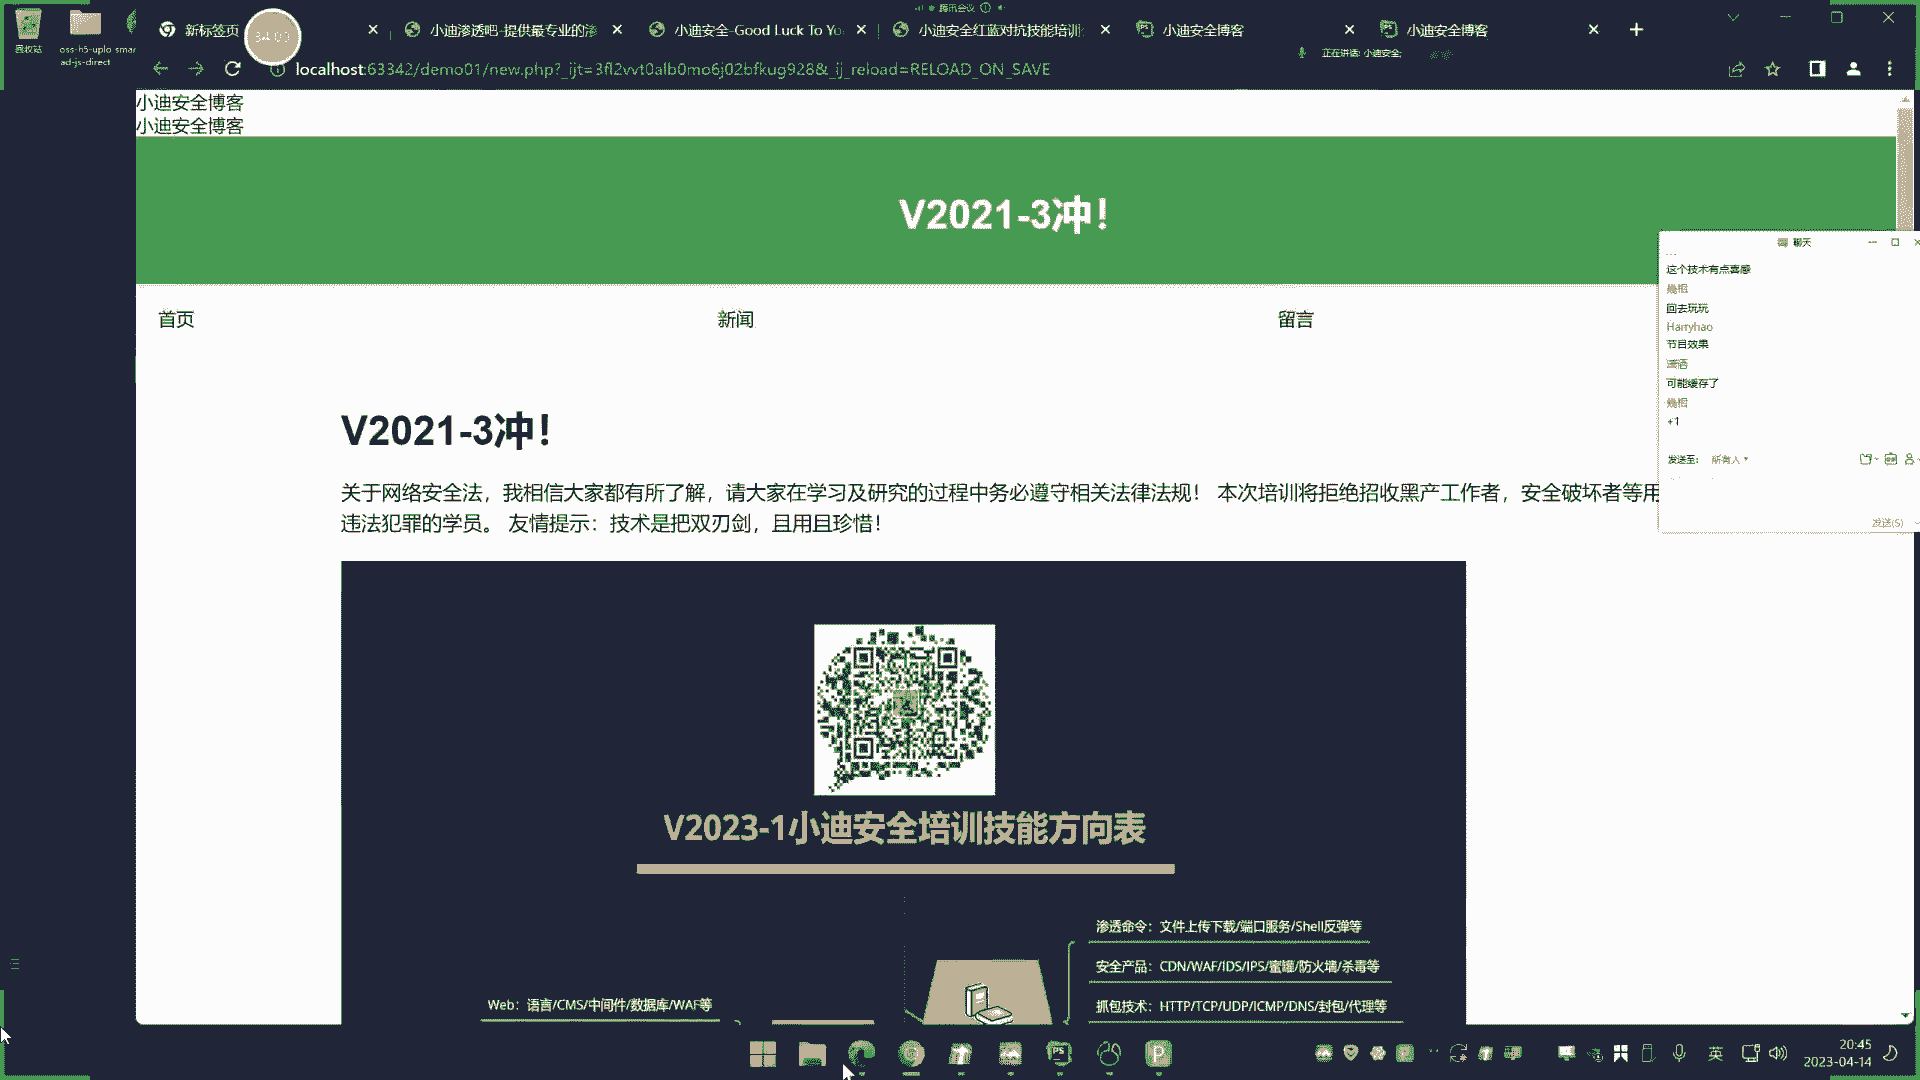 腾讯会议
回收站
oss-h5-uplo
ad-js-direct
smar
新标签页
34:09
小迪渗透吧-提供最专业的渗
小迪安全-Good Luck To Yo
小迪安全红蓝对抗技能培训
小迪安全博客
小迪安全博客
正在讲话: 小迪安全;
localhost:63342/demo01/new.php?_ijt=3fl2vvt0alb0mo6j02bfkug928&_ij_reload=RELOAD_ON_SAVE
小迪安全博客
小迪安全博客
V2021-3冲！
首页
新闻
留言
聊天
这个技术有点喜感
回去玩玩
Harryhao
节目效果
可能缓存了
+1
发送至:
所有人
发送(S)
V2021-3冲！
关于网络安全法，我相信大家都有所了解，请大家在学习及研究的过程中务必遵守相关法律法规！ 本次培训将拒绝招收黑产工作者，安全破坏者等用
违法犯罪的学员。 友情提示：技术是把双刃剑，且用且珍惜！
V2023-1小迪安全培训技能方向表
渗透命令：文件上传下载/端口服务/Shell反弹等
安全产品：CDN/WAF/IDS/IPS/蜜罐/防火墙/杀毒等
Web：语言/CMS/中间件/数据库/WAF等
抓包技术：HTTP/TCP/UDP/ICMP/DNS/封包/代理等
英
20:45
2023-04-14